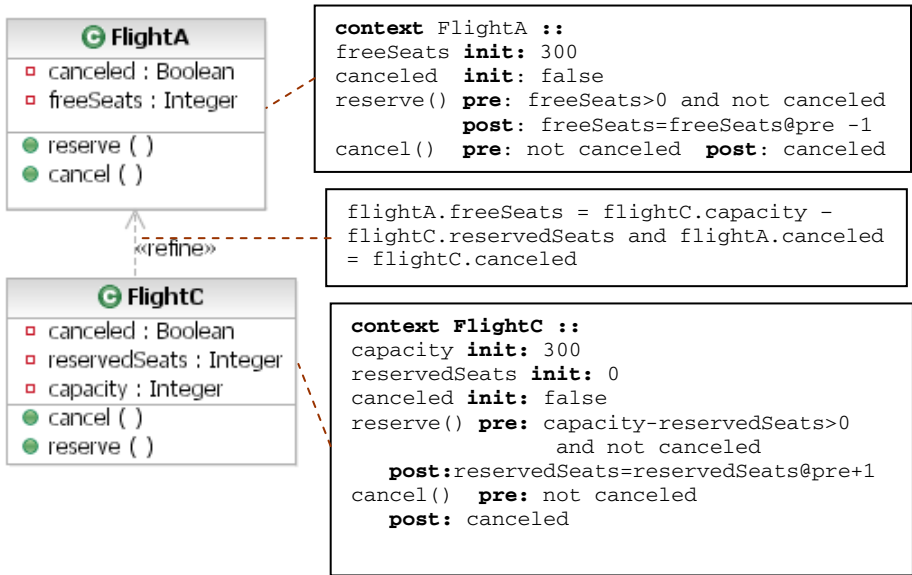 FlightA
canceled : Boolean
freeSeats : Integer
reserve ( )
cancel ( )
context FlightA ::
freeSeats init: 300
canceled init: false
reserve() pre: freeSeats>0 and not canceled
post: freeSeats=freeSeats@pre -1
cancel() pre: not canceled post: canceled
«refine»
flightA.freeSeats = flightC.capacity –
flightC.reservedSeats and flightA.canceled
= flightC.canceled
FlightC
canceled : Boolean
reservedSeats : Integer
capacity : Integer
cancel ( )
reserve ( )
context FlightC ::
capacity init: 300
reservedSeats init: 0
canceled init: false
reserve() pre: capacity-reservedSeats>0
and not canceled
post:reservedSeats=reservedSeats@pre+1
cancel() pre: not canceled
post: canceled